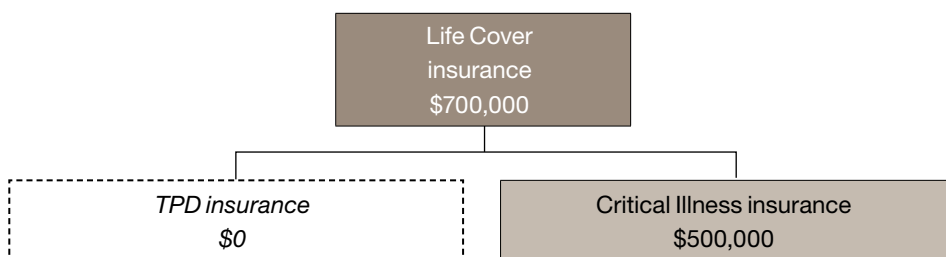 Life Cover
insurance
$700,000
TPD insurance
$0
Critical Illness insurance
$500,000